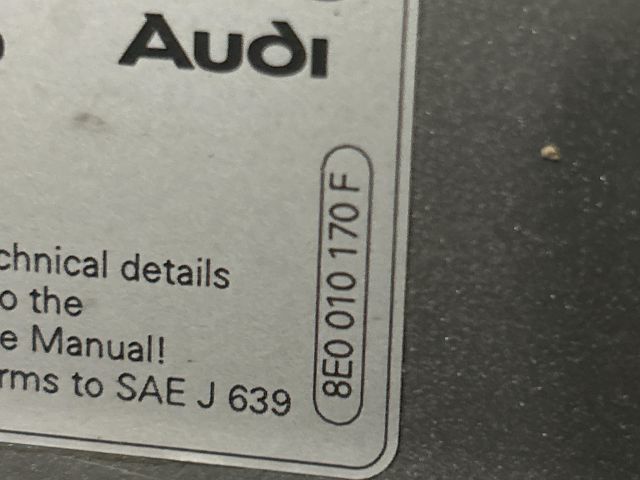 Audi
chnical details
o the
e Manual!
rms to SAE J 639
8E0 010 170 F